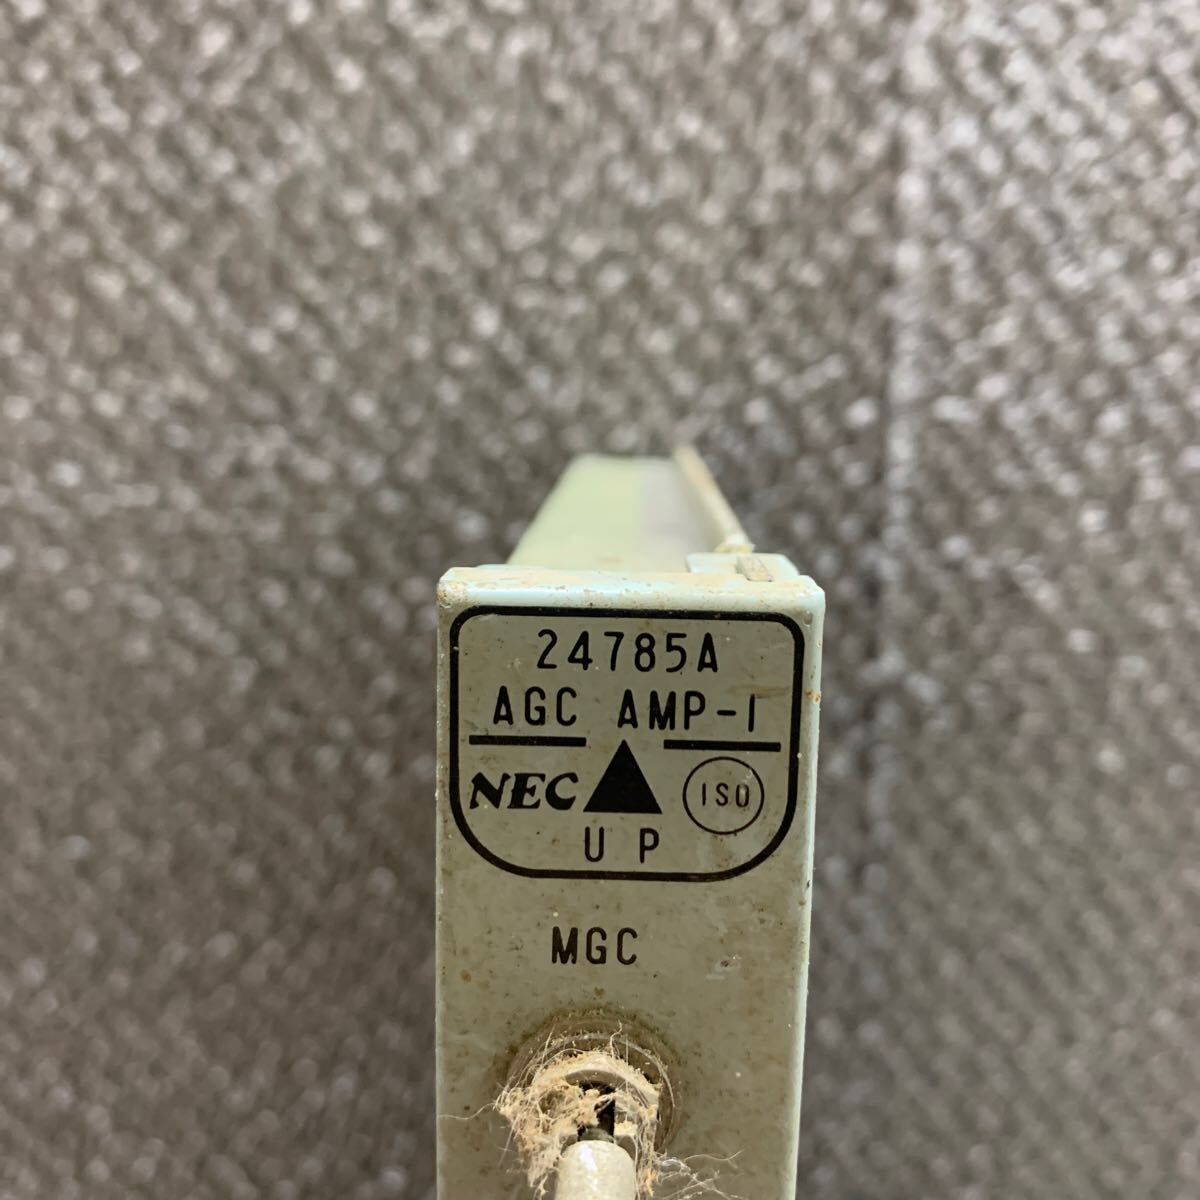 24785A
AGC AMP-1
NEC ISO
UP
MGC